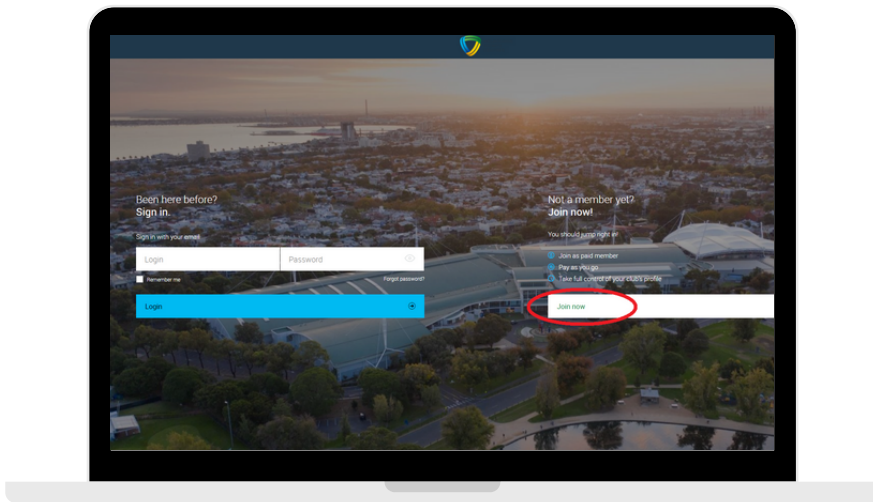 Been here before?
Sign in.
Sign in with your email!
Login
Password
Remember me
Forgot password?
Login
Not a member yet?
Join now!
You should jump right in!
Join as paid member
Pay as you go
Take full control of your club's profile
Join now